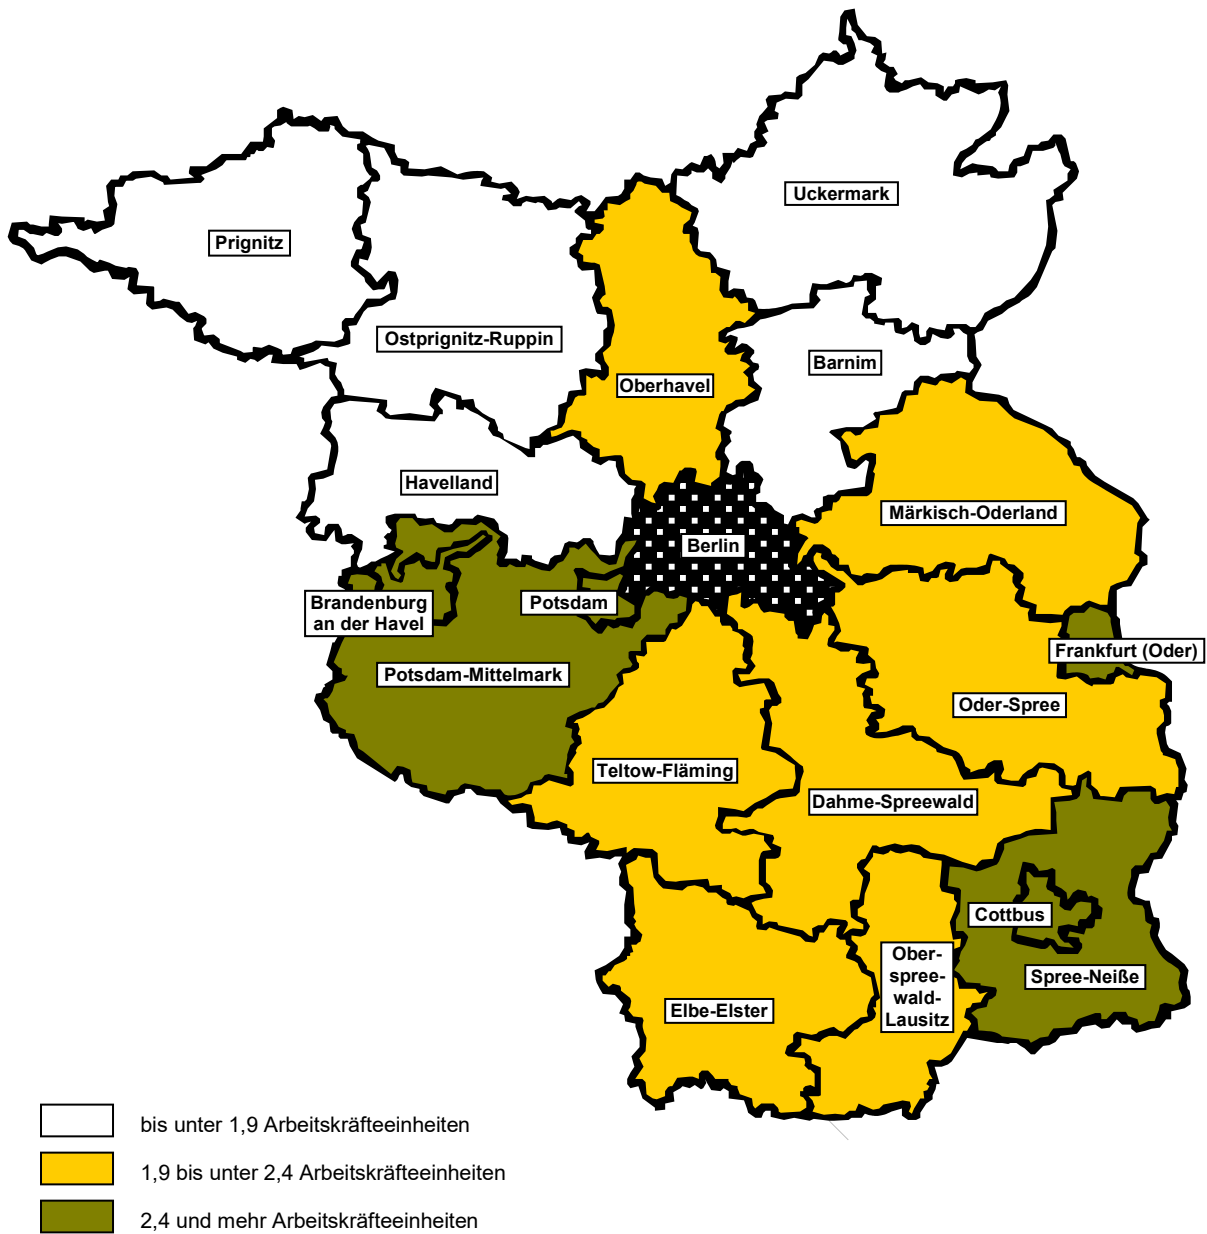 Uckermark
Prignitz
Ostprignitz-Ruppin
Barnim
Oberhavel
Havelland
Märkisch-Oderland
Berlin
Brandenburg
an der Havel
Potsdam
Frankfurt (Oder)
Potsdam-Mittelmark
Oder-Spree
Teltow-Fläming
Dahme-Spreewald
Cottbus
Ober-
spree-
wald-
Lausitz
Spree-Neiße
Elbe-Elster
bis unter 1,9 Arbeitskräfteeinheiten
1,9 bis unter 2,4 Arbeitskräfteeinheiten
2,4 und mehr Arbeitskräfteeinheiten